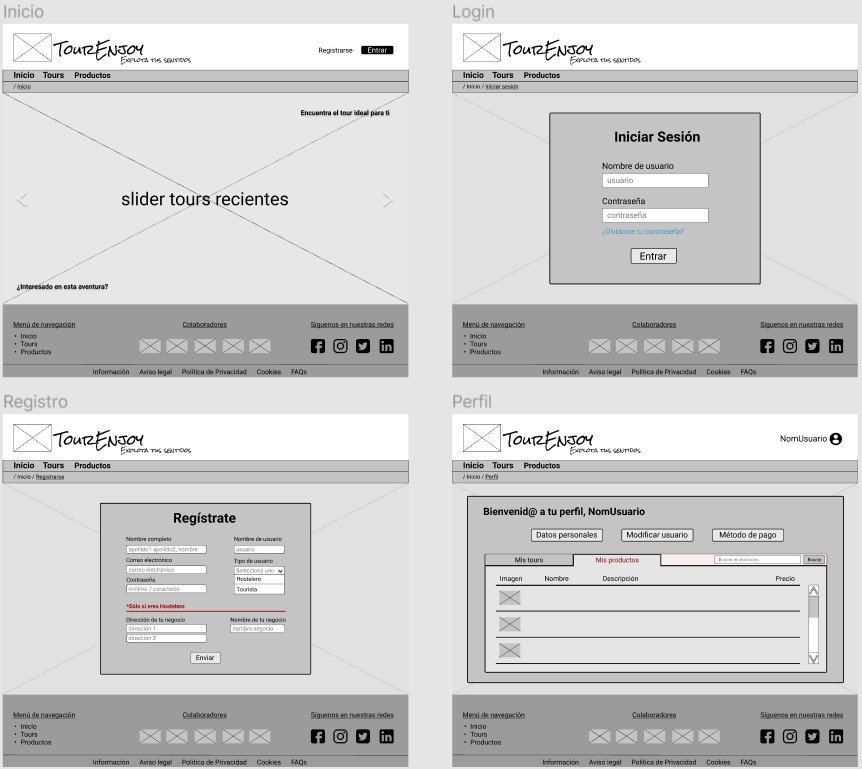 Inicio
TourEnjoy
Explota tus sentidos
Registrarse Entrar
Inicio Tours Productos
/ Inicio
Encuentra el tour ideal para ti
slider tours recientes
¿Interesado en esta aventura?
Menú de navegación
• Inicio
• Tours
• Productos
Colaboradores
Síguenos en nuestras redes
Información Aviso legal Política de Privacidad Cookies FAQs
Login
TourEnjoy
Explota tus sentidos
Inicio Tours Productos
/ Inicio / Iniciar sesión
Iniciar Sesión
Nombre de usuario
usuario
Contraseña
contraseña
¿Olvidaste tu contraseña?
Entrar
Menú de navegación
• Inicio
• Tours
• Productos
Colaboradores
Síguenos en nuestras redes
Información Aviso legal Política de Privacidad Cookies FAQs
Registro
TourEnjoy
Explota tus sentidos
Inicio Tours Productos
/ Inicio / Registrarse
Regístrate
Nombre completo
apellido1 apellido2, nombre
Nombre de usuario
usuario
Correo electrónico
correo electrónico
Tipo de usuario
Selecciona uno
Hostelero
Tourista
Contraseña
mínimo 7 caracteres
*Sólo si eres Hostelero
Dirección de tu negocio
dirección 1
dirección 2
Nombre de tu negocio
nombre negocio
Enviar
Menú de navegación
• Inicio
• Tours
• Productos
Colaboradores
Síguenos en nuestras redes
Información Aviso legal Política de Privacidad Cookies FAQs
Perfil
TourEnjoy
Explota tus sentidos
NomUsuario
Inicio Tours Productos
/ Inicio / Perfil
Bienvenid@ a tu perfil, NomUsuario
Datos personales Modificar usuario Método de pago
Mis tours Mis productos Buscar en mis tours Buscar
Imagen Nombre Descripción Precio
Menú de navegación
• Inicio
• Tours
• Productos
Colaboradores
Síguenos en nuestras redes
Información Aviso legal Política de Privacidad Cookies FAQs